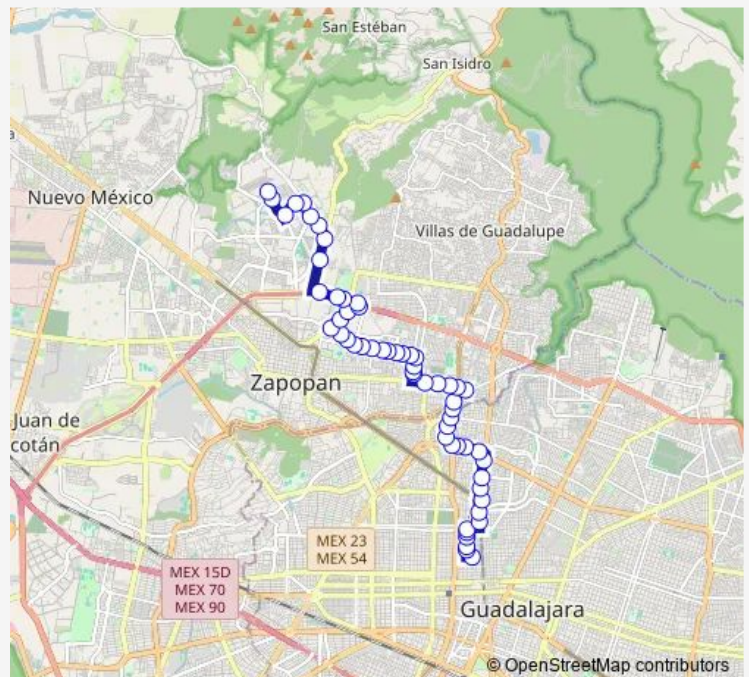 San Estéban
San Isidro
a
Nuevo México
Villas de Guadalupe
Zapopan
Juan de
cotán
MEX 23
MEX 54
MEX 15D
MEX 70
MEX 90
Guadalajara
© OpenStreetMap contributors